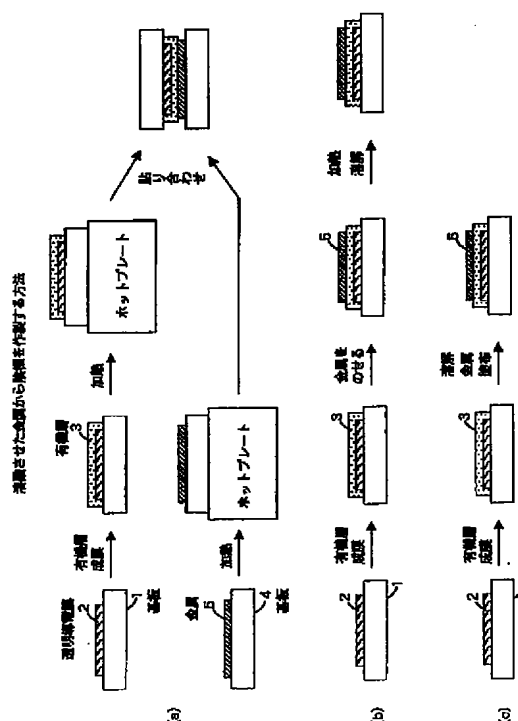 溶融させた金属から陰極を作製する方法
(a)
透明導電膜
2
1
基板
有機層
成膜
有機層
3
加熱
ホットプレート
貼り合わせ
金属
5
4
基板
加熱
ホットプレート
(b)
2
1
有機層
成膜
3
金属を
のせる
5
加熱
溶解
(c)
2
有機層
成膜
3
溶解
金属
塗布
5